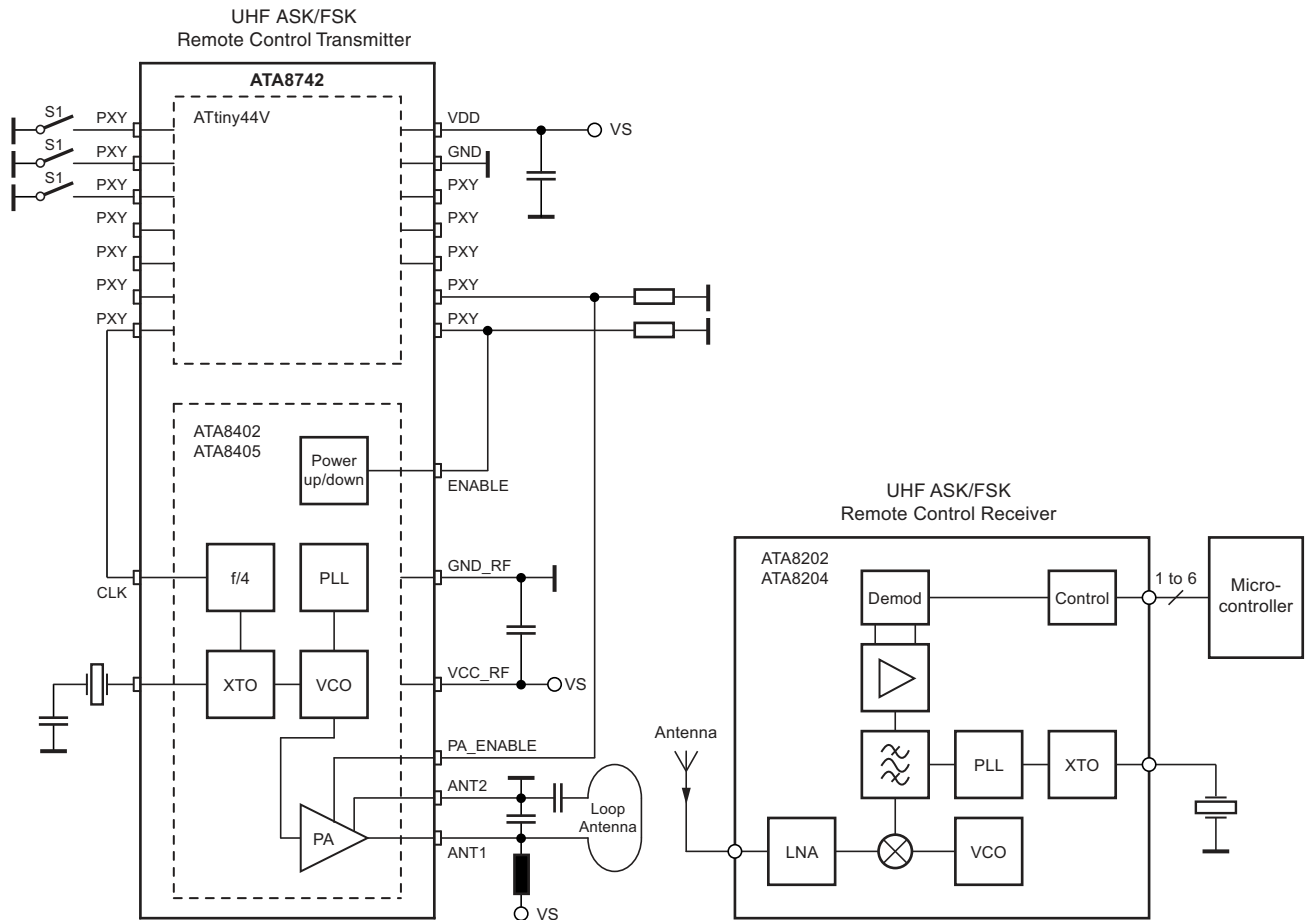 UHF ASK/FSK
Remote Control Transmitter
ATA8742
ATtiny44V
S1
PXY
S1
PXY
S1
PXY
PXY
PXY
PXY
PXY
VDD
VS
GND
PXY
PXY
PXY
PXY
PXY
ATA8402
ATA8405
Power
up/down
ENABLE
f/4
PLL
CLK
GND_RF
XTO
VCO
VCC_RF
VS
PA_ENABLE
ANT2
Loop
Antenna
PA
ANT1
VS
UHF ASK/FSK
Remote Control Receiver
ATA8202
ATA8204
Demod
Control
1 to 6
Micro-
controller
Antenna
PLL
XTO
LNA
VCO